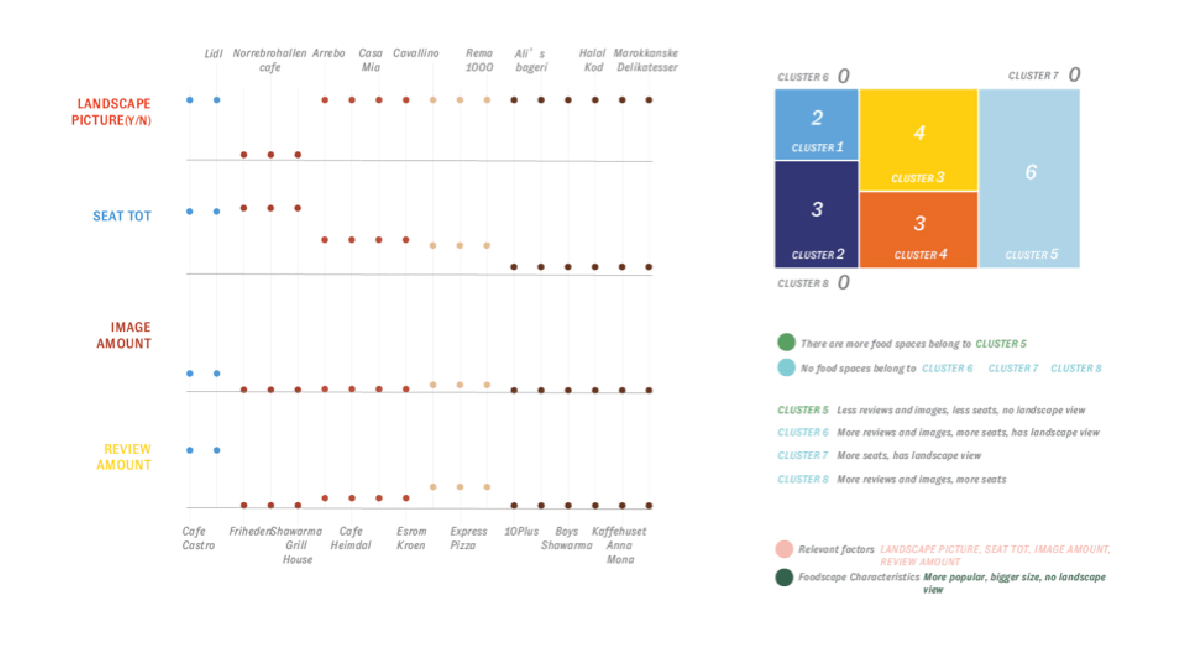 Lidl Norrebrohallen Arrebo Casa Cavallino Rema Ali's Halal Marokkanske
cafe Mia 1000 bageri Kod Delikatesser
LANDSCAPE
PICTURE(Y/N)
SEAT TOT
IMAGE
AMOUNT
REVIEW
AMOUNT
Cafe Friheden Shawarma Cafe Esrom Express 10Plus Boys Kaffehuset
Castro Grill Heimdal Kroen Pizza Shawarma Anna
House Mona
CLUSTER 6 0
CLUSTER 7 0
2
CLUSTER 1
4
CLUSTER 3
6
3
CLUSTER 2
3
CLUSTER 4
CLUSTER 5
CLUSTER 8 0
There are more food spaces belong to CLUSTER 5
No food spaces belong to CLUSTER 6 CLUSTER 7 CLUSTER 8
CLUSTER 5 Less reviews and images, less seats, no landscape view
CLUSTER 6 More reviews and images, more seats, has landscape view
CLUSTER 7 More seats, has landscape view
CLUSTER 8 More reviews and images, more seats
Relevant factors LANDSCAPE PICTURE, SEAT TOT, IMAGE AMOUNT,
REVIEW AMOUNT
Foodscape Characteristics More popular, bigger size, no landscape
view